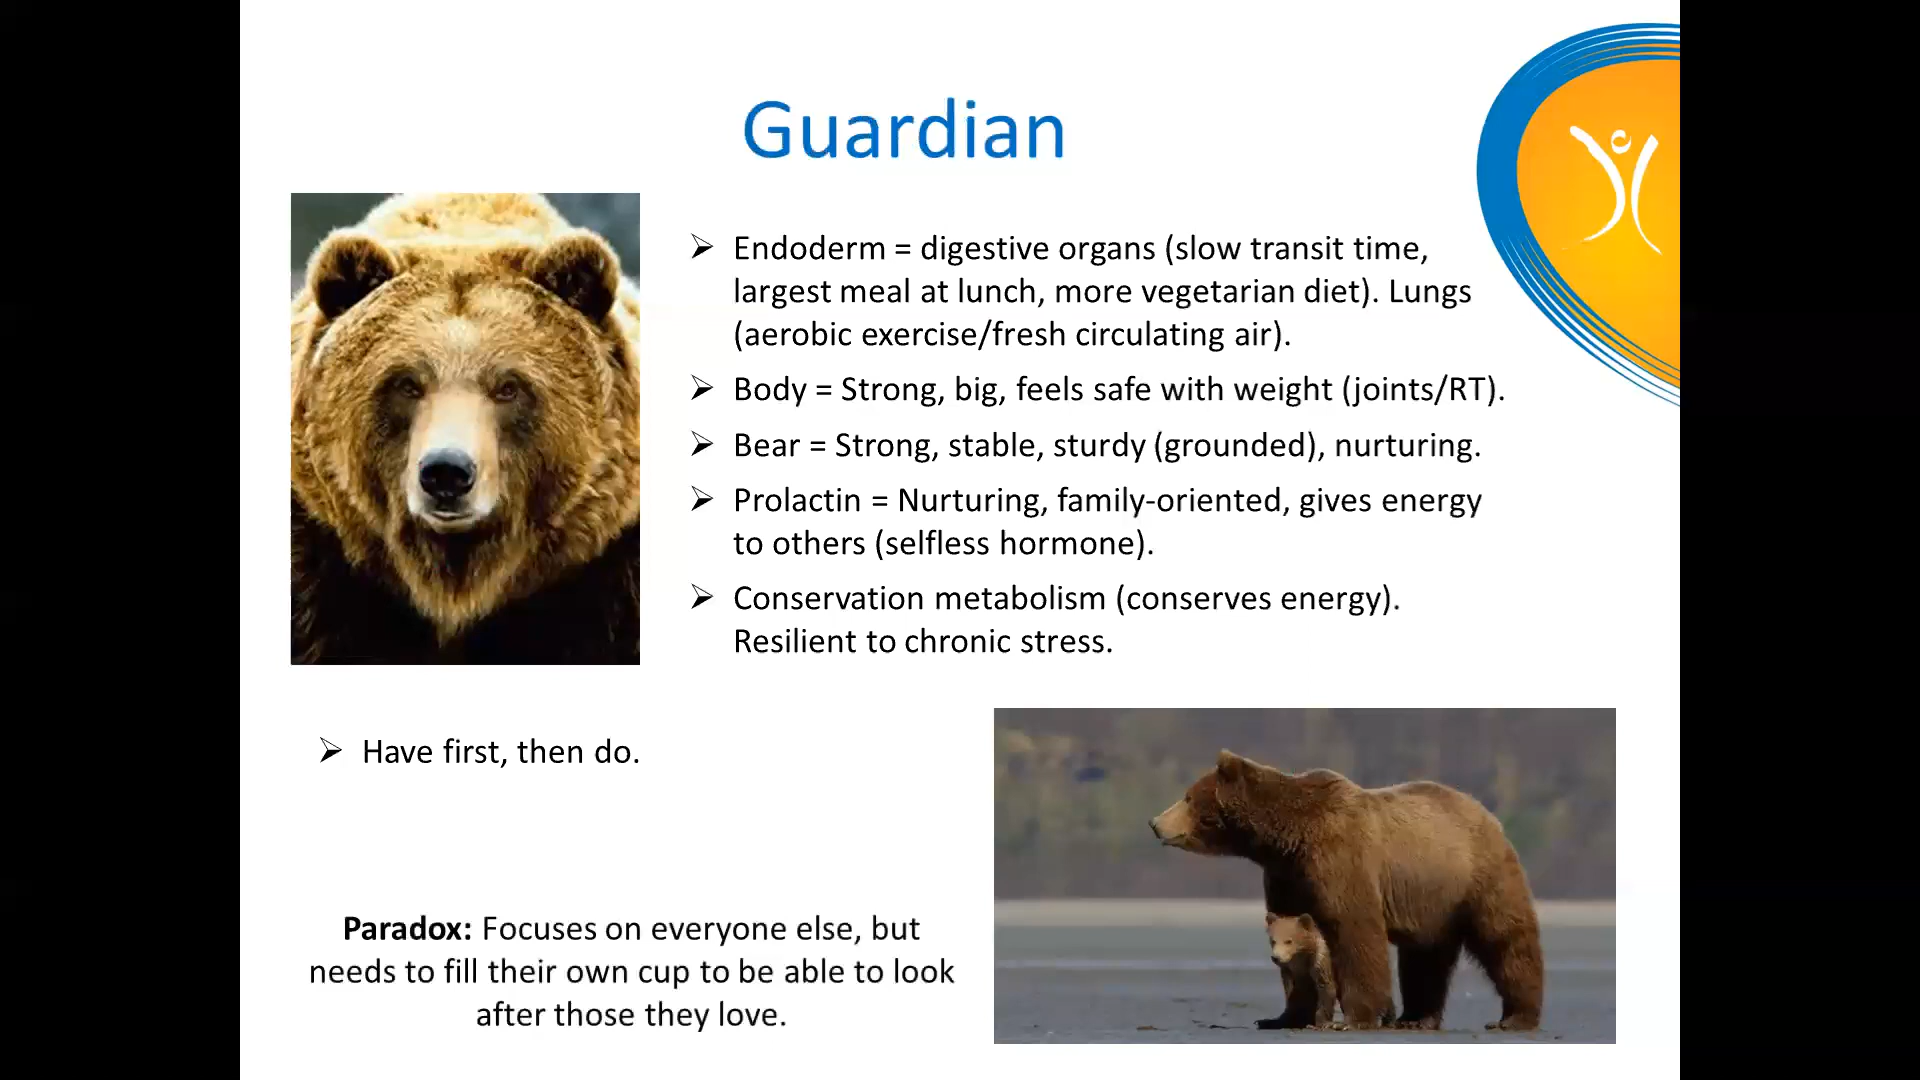 Guardian
➢ Endoderm = digestive organs (slow transit time,
largest meal at lunch, more vegetarian diet). Lungs
(aerobic exercise/fresh circulating air).
➢ Body = Strong, big, feels safe with weight (joints/RT).
➢ Bear = Strong, stable, sturdy (grounded), nurturing.
➢ Prolactin = Nurturing, family-oriented, gives energy
to others (selfless hormone).
➢ Conservation metabolism (conserves energy).
Resilient to chronic stress.
➢ Have first, then do.
Paradox: Focuses on everyone else, but
needs to fill their own cup to be able to look
after those they love.